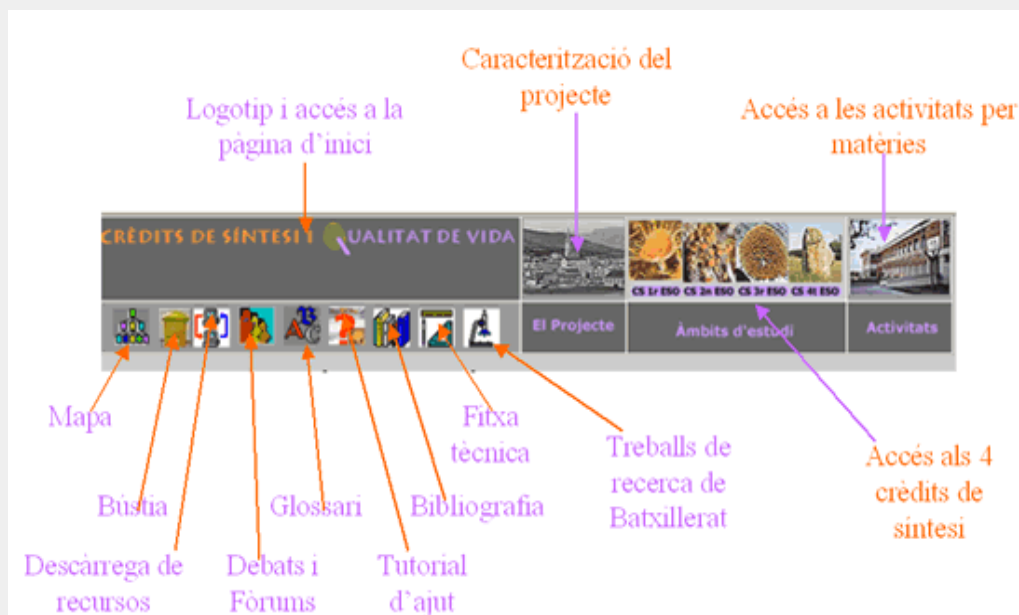 Caracterització del
projecte
Logotip i accés a la
pàgina d'inici
Accés a les activitats per
matèries
CRÈDITS DE SÍNTESI I QUALITAT DE VIDA
CS 1r ESO CS 2n ESO CS 3r ESO CS 4t ESO
El Projecte
Àmbits d'estudi
Activitats
Mapa
Fitxa
tècnica
Treballs de
recerca de
Batxillerat
Accés als 4
crèdits de
síntesi
Bústia
Glossari
Bibliografia
Descàrrega de
recursos
Debats i
Fòrums
Tutorial
d'ajut